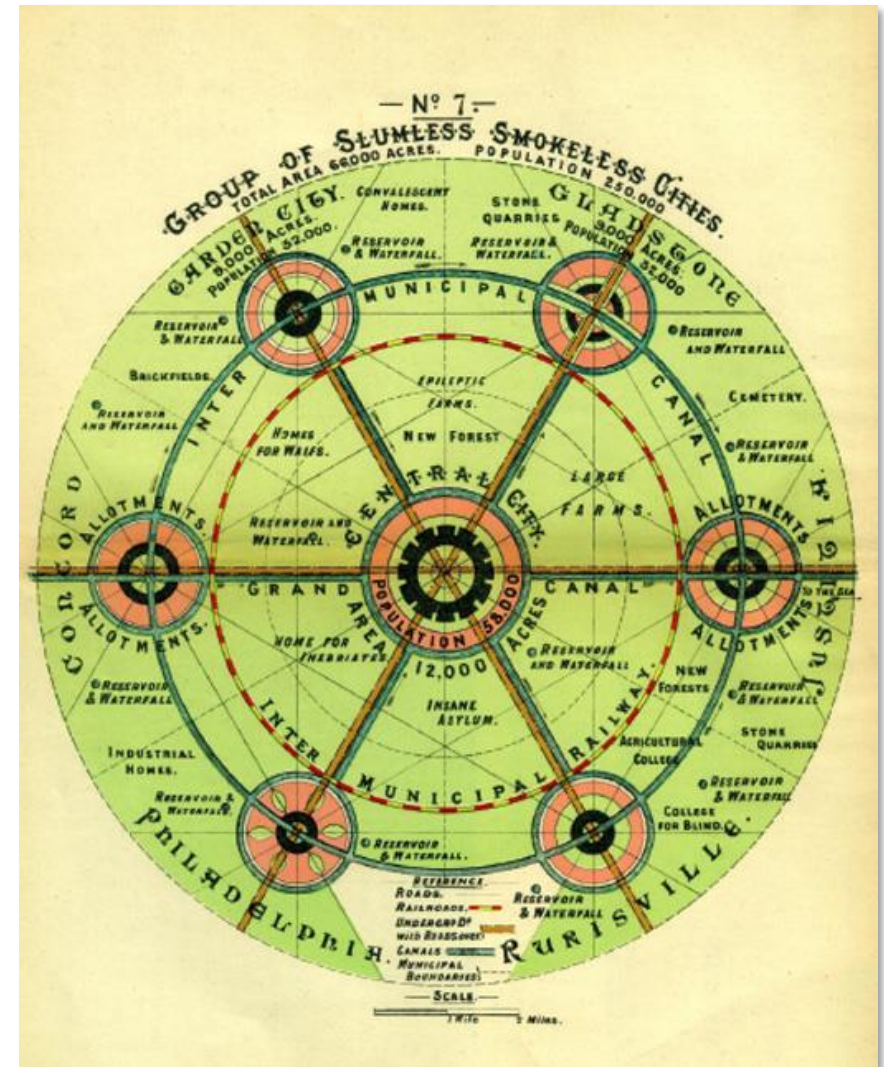 — Nº 7. —
GROUP OF SLUMLESS SMOKELESS CITIES.
TOTAL AREA 66000 ACRES. POPULATION 250.000
GARDEN CITY.
9,000 ACRES.
POPULATION 32,000.
CONVALESCENT
HOMES.
STONE
QUARRIES
GLADSTONE
9,000 ACRES.
POPULATION 32,000
RESERVOIR
& WATERFALL.
RESERVOIR &
WATERFALL.
INTER MUNICIPAL CANAL
RESERVOIR
& WATERFALL
RESERVOIR
AND WATERFALL
BRICKFIELDS.
EPILEPTIC
FARMS.
CEMETERY.
RESERVOIR
AND WATERFALL
HOMES
FOR WAIFS.
NEW FOREST
RESERVOIR
& WATERFALL
CENTRAL CITY.
LARGE
FARMS.
CONCORD
ALLOTMENTS.
ALLOTMENTS
JUSTITIA
RESERVOIR AND
WATERFALL.
GRAND CANAL
TO THE SEA
ALLOTMENTS.
POPULATION 58.000
AREA 12,000 ACRES
ALLOTMENTS
HOME FOR
INEBRIATES.
RESERVOIR
AND WATERFALL
RESERVOIR
& WATERFALL
NEW
FORESTS
RESERVOIR
& WATERFALL
INSANE
ASYLUM.
INTER MUNICIPAL RAILWAY.
STONE
QUARRIES
INDUSTRIAL
HOMES.
AGRICULTURAL
COLLEGE
RESERVOIR
& WATERFALL
RESERVOIR &
WATERFALL
COLLEGE
FOR BLIND.
PHILADELPHIA.
RURISVILLE.
RESERVOIR
& WATERFALL.
REFERENCE
ROADS.
RAILROADS.
UNDERGRD Dº
WITH ROADS OVER
CANALS
MUNICIPAL
BOUNDARIES
RESERVOIR
& WATERFALL
— SCALE. —
1 Mile 2 Miles.